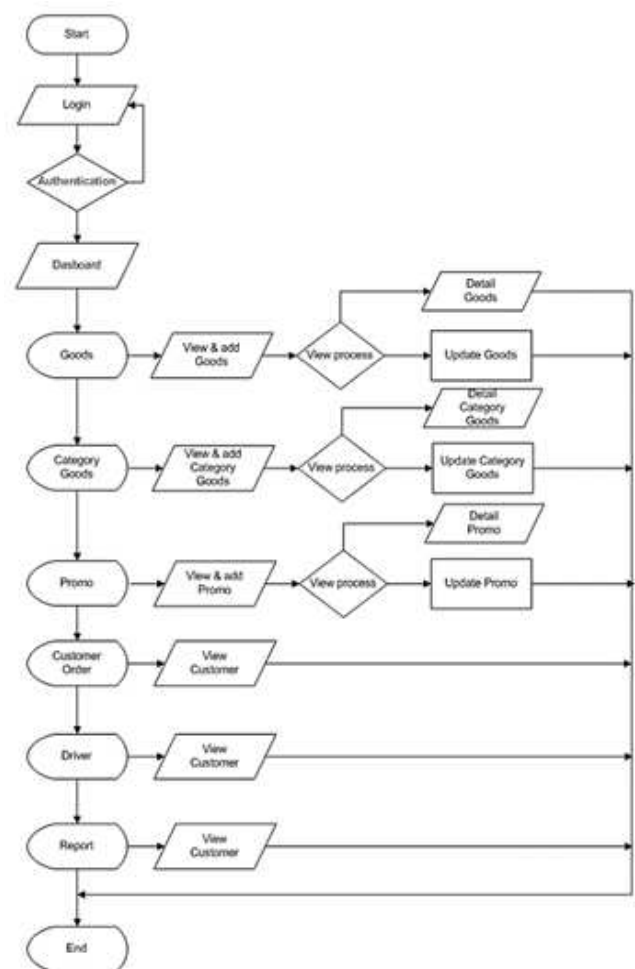 Start
Login
Authentication
Dasboard
Detail
Goods
Goods
View & add
Goods
View process
Update Goods
Detail
Category
Goods
Category
Goods
View & add
Category
Goods
View process
Update Category
Goods
Detail
Promo
Promo
View & add
Promo
View process
Update Promo
Customer
Order
View
Customer
Driver
View
Customer
Report
View
Customer
End